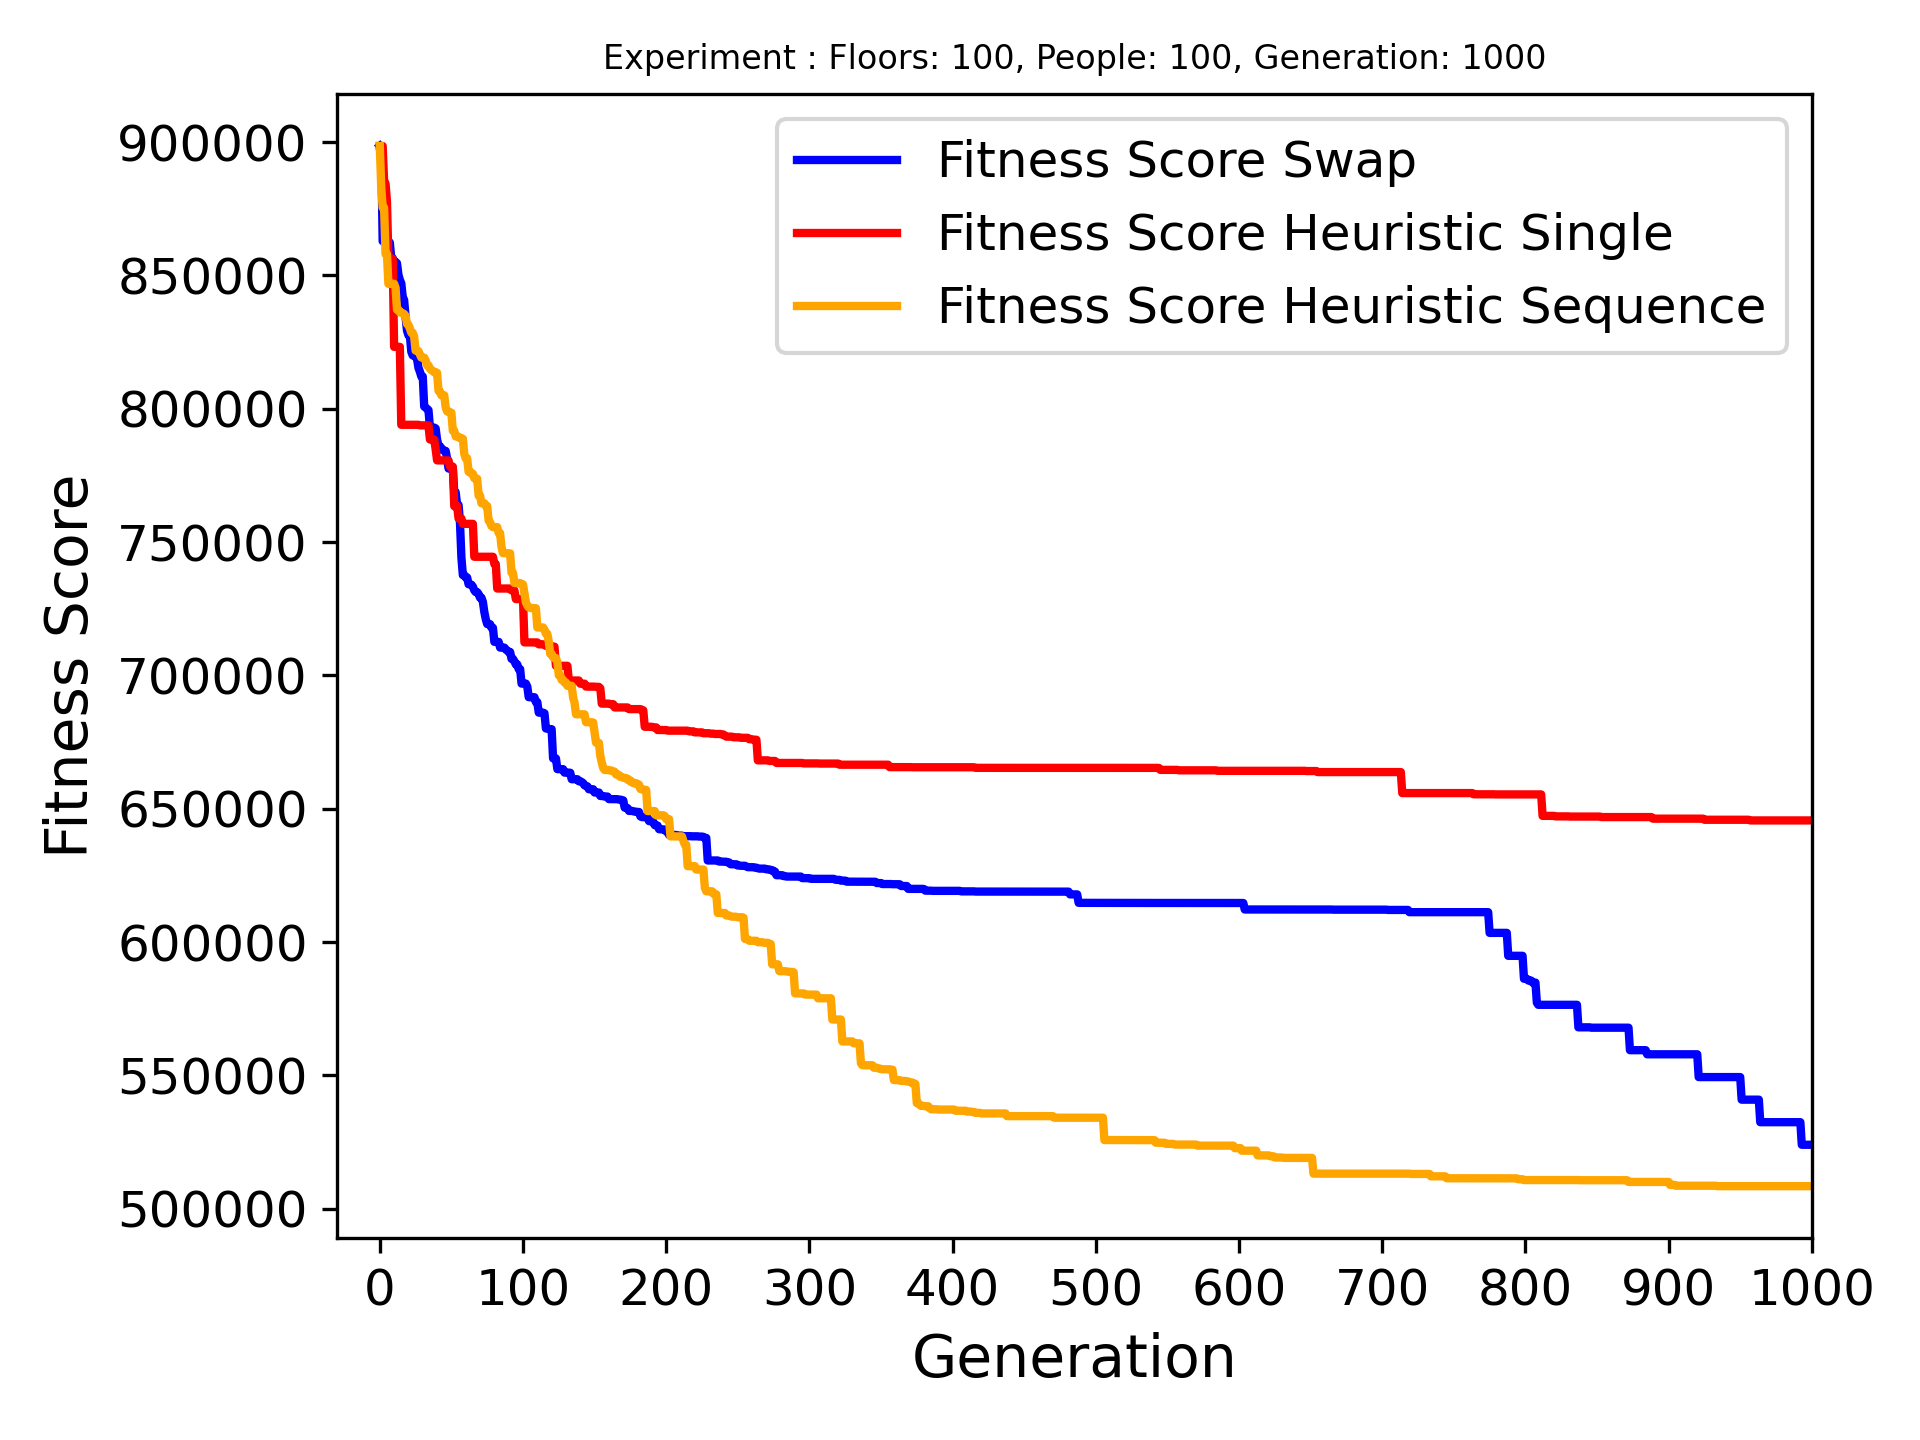 Experiment : Floors: 100, People: 100, Generation: 1000
Fitness Score Swap
Fitness Score Heuristic Single
Fitness Score Heuristic Sequence
900000
850000
800000
750000
700000
650000
600000
550000
500000
Fitness Score
0 100 200 300 400 500 600 700 800 900 1000
Generation